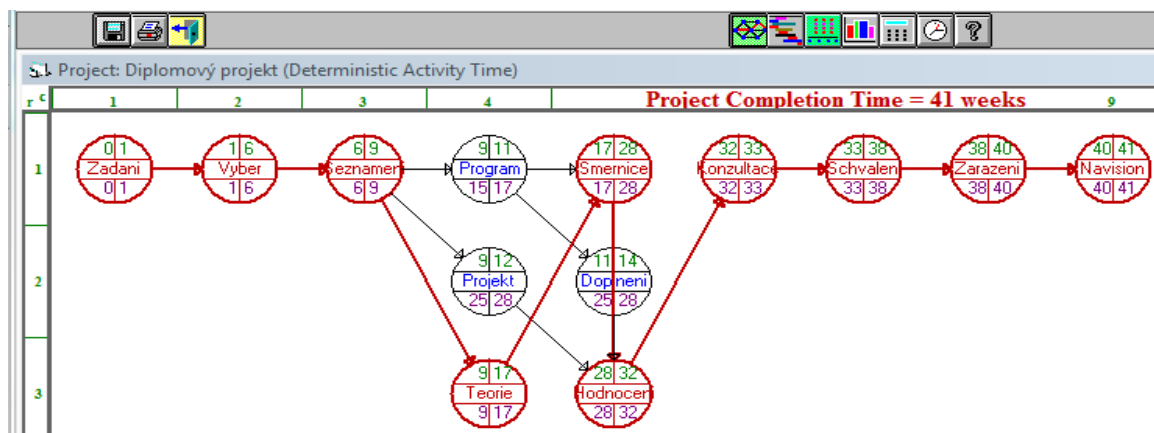 Project: Diplomový projekt (Deterministic Activity Time)
r c 1 2 3 4 Project Completion Time = 41 weeks 9
1
0 1 1 6 6 9 9 11 17 28 32 33 33 38 38 40 40 41
Zadani Vyber Seznameni Program Smernice Konzultace Schvaleni Zarazeni Navision
0 1 1 6 6 9 15 17 17 28 32 33 33 38 38 40 40 41
2
9 12 11 14
Projekt Doplneni
25 28 25 28
3
9 17 28 32
Teorie Hodnoceni
9 17 28 32